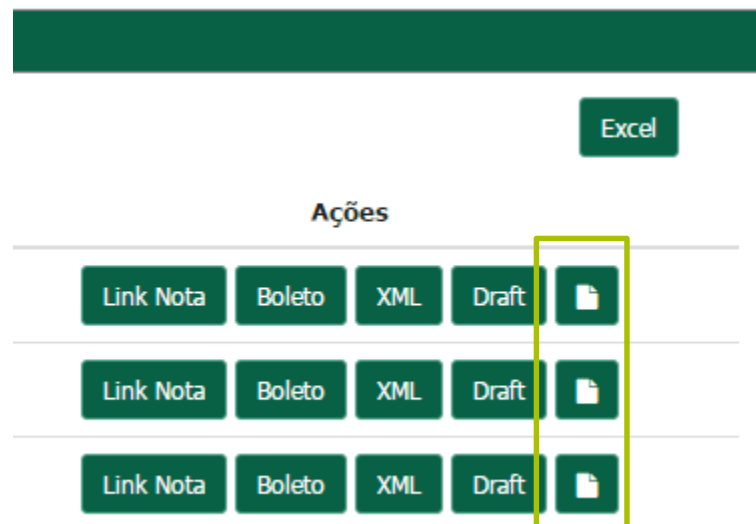 Excel
Ações
Link Nota Boleto XML Draft
Link Nota Boleto XML Draft
Link Nota Boleto XML Draft